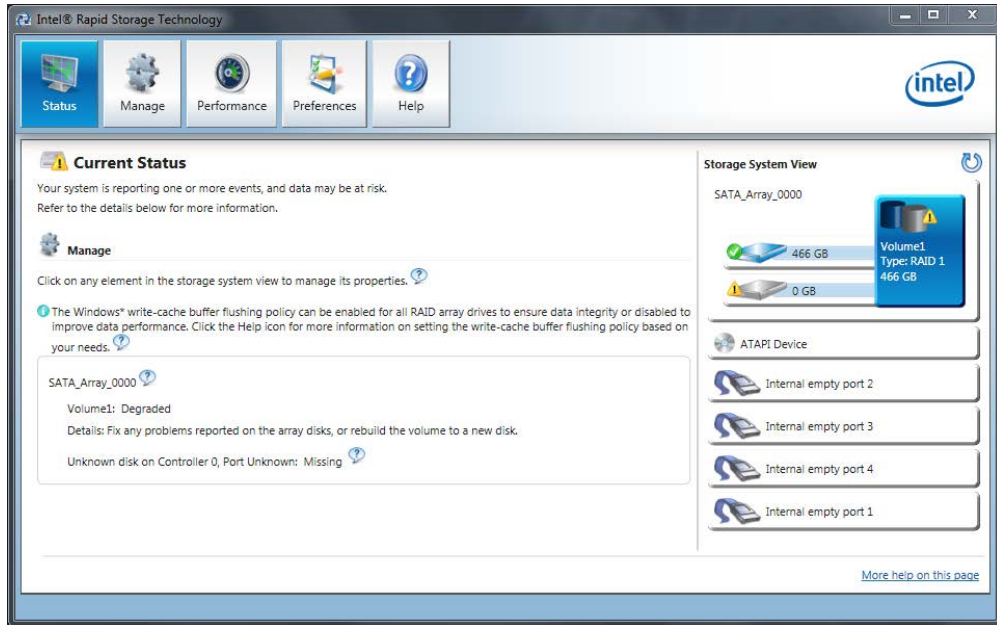 Intel® Rapid Storage Technology
Status
Manage
Performance
Preferences
Help
intel
Current Status
Your system is reporting one or more events, and data may be at risk.
Refer to the details below for more information.
Manage
Click on any element in the storage system view to manage its properties.
The Windows* write-cache buffer flushing policy can be enabled for all RAID array drives to ensure data integrity or disabled to
improve data performance. Click the Help icon for more information on setting the write-cache buffer flushing policy based on
your needs.
SATA_Array_0000
Volume1: Degraded
Details: Fix any problems reported on the array disks, or rebuild the volume to a new disk.
Unknown disk on Controller 0, Port Unknown: Missing
Storage System View
SATA_Array_0000
466 GB
0 GB
Volume1
Type: RAID 1
466 GB
ATAPI Device
Internal empty port 2
Internal empty port 3
Internal empty port 4
Internal empty port 1
More help on this page